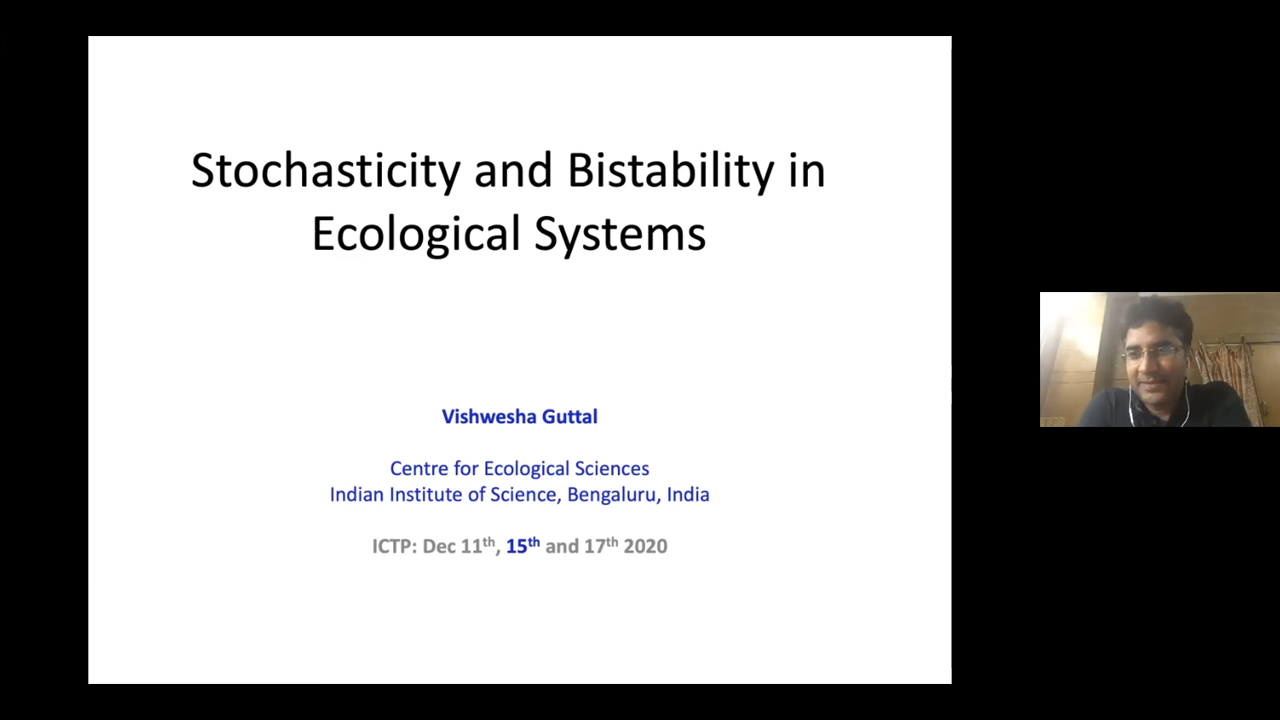 Stochasticity and Bistability in
Ecological Systems
Vishwesha Guttal
Centre for Ecological Sciences
Indian Institute of Science, Bengaluru, India
ICTP: Dec 11th, 15th and 17th 2020